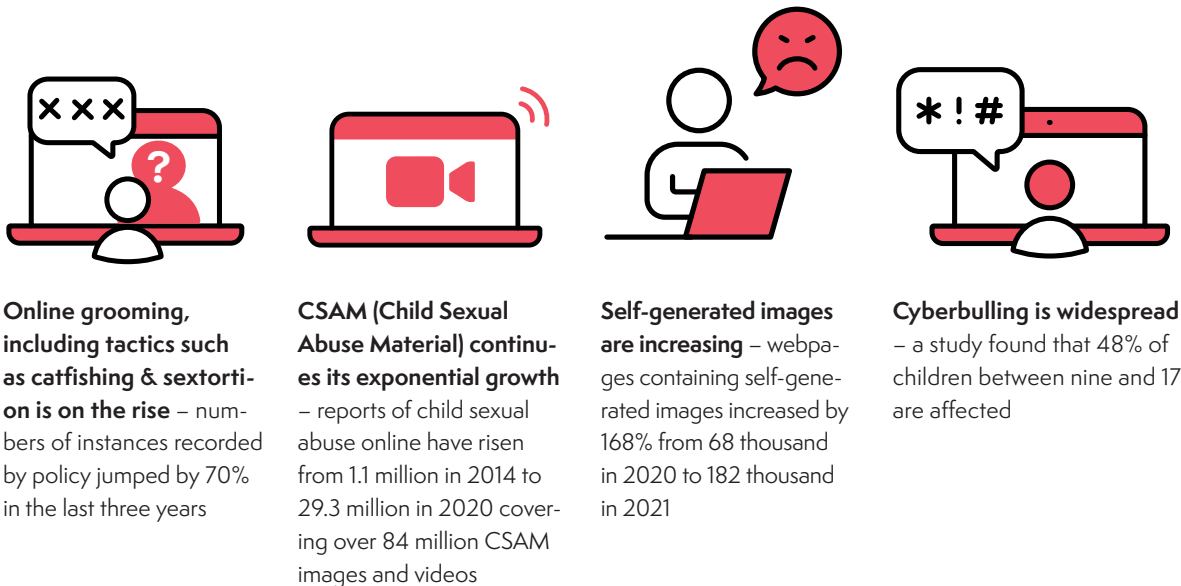 ×××
?
*!#
Online grooming,
including tactics such
as catfishing & sextorti-
on is on the rise – num-
bers of instances recorded
by policy jumped by 70%
in the last three years
CSAM (Child Sexual
Abuse Material) continu-
es its exponential growth
– reports of child sexual
abuse online have risen
from 1.1 million in 2014 to
29.3 million in 2020 cover-
ing over 84 million CSAM
images and videos
Self-generated images
are increasing – webpa-
ges containing self-gene-
rated images increased by
168% from 68 thousand
in 2020 to 182 thousand
in 2021
Cyberbulling is widespread
– a study found that 48% of
children between nine and 17
are affected